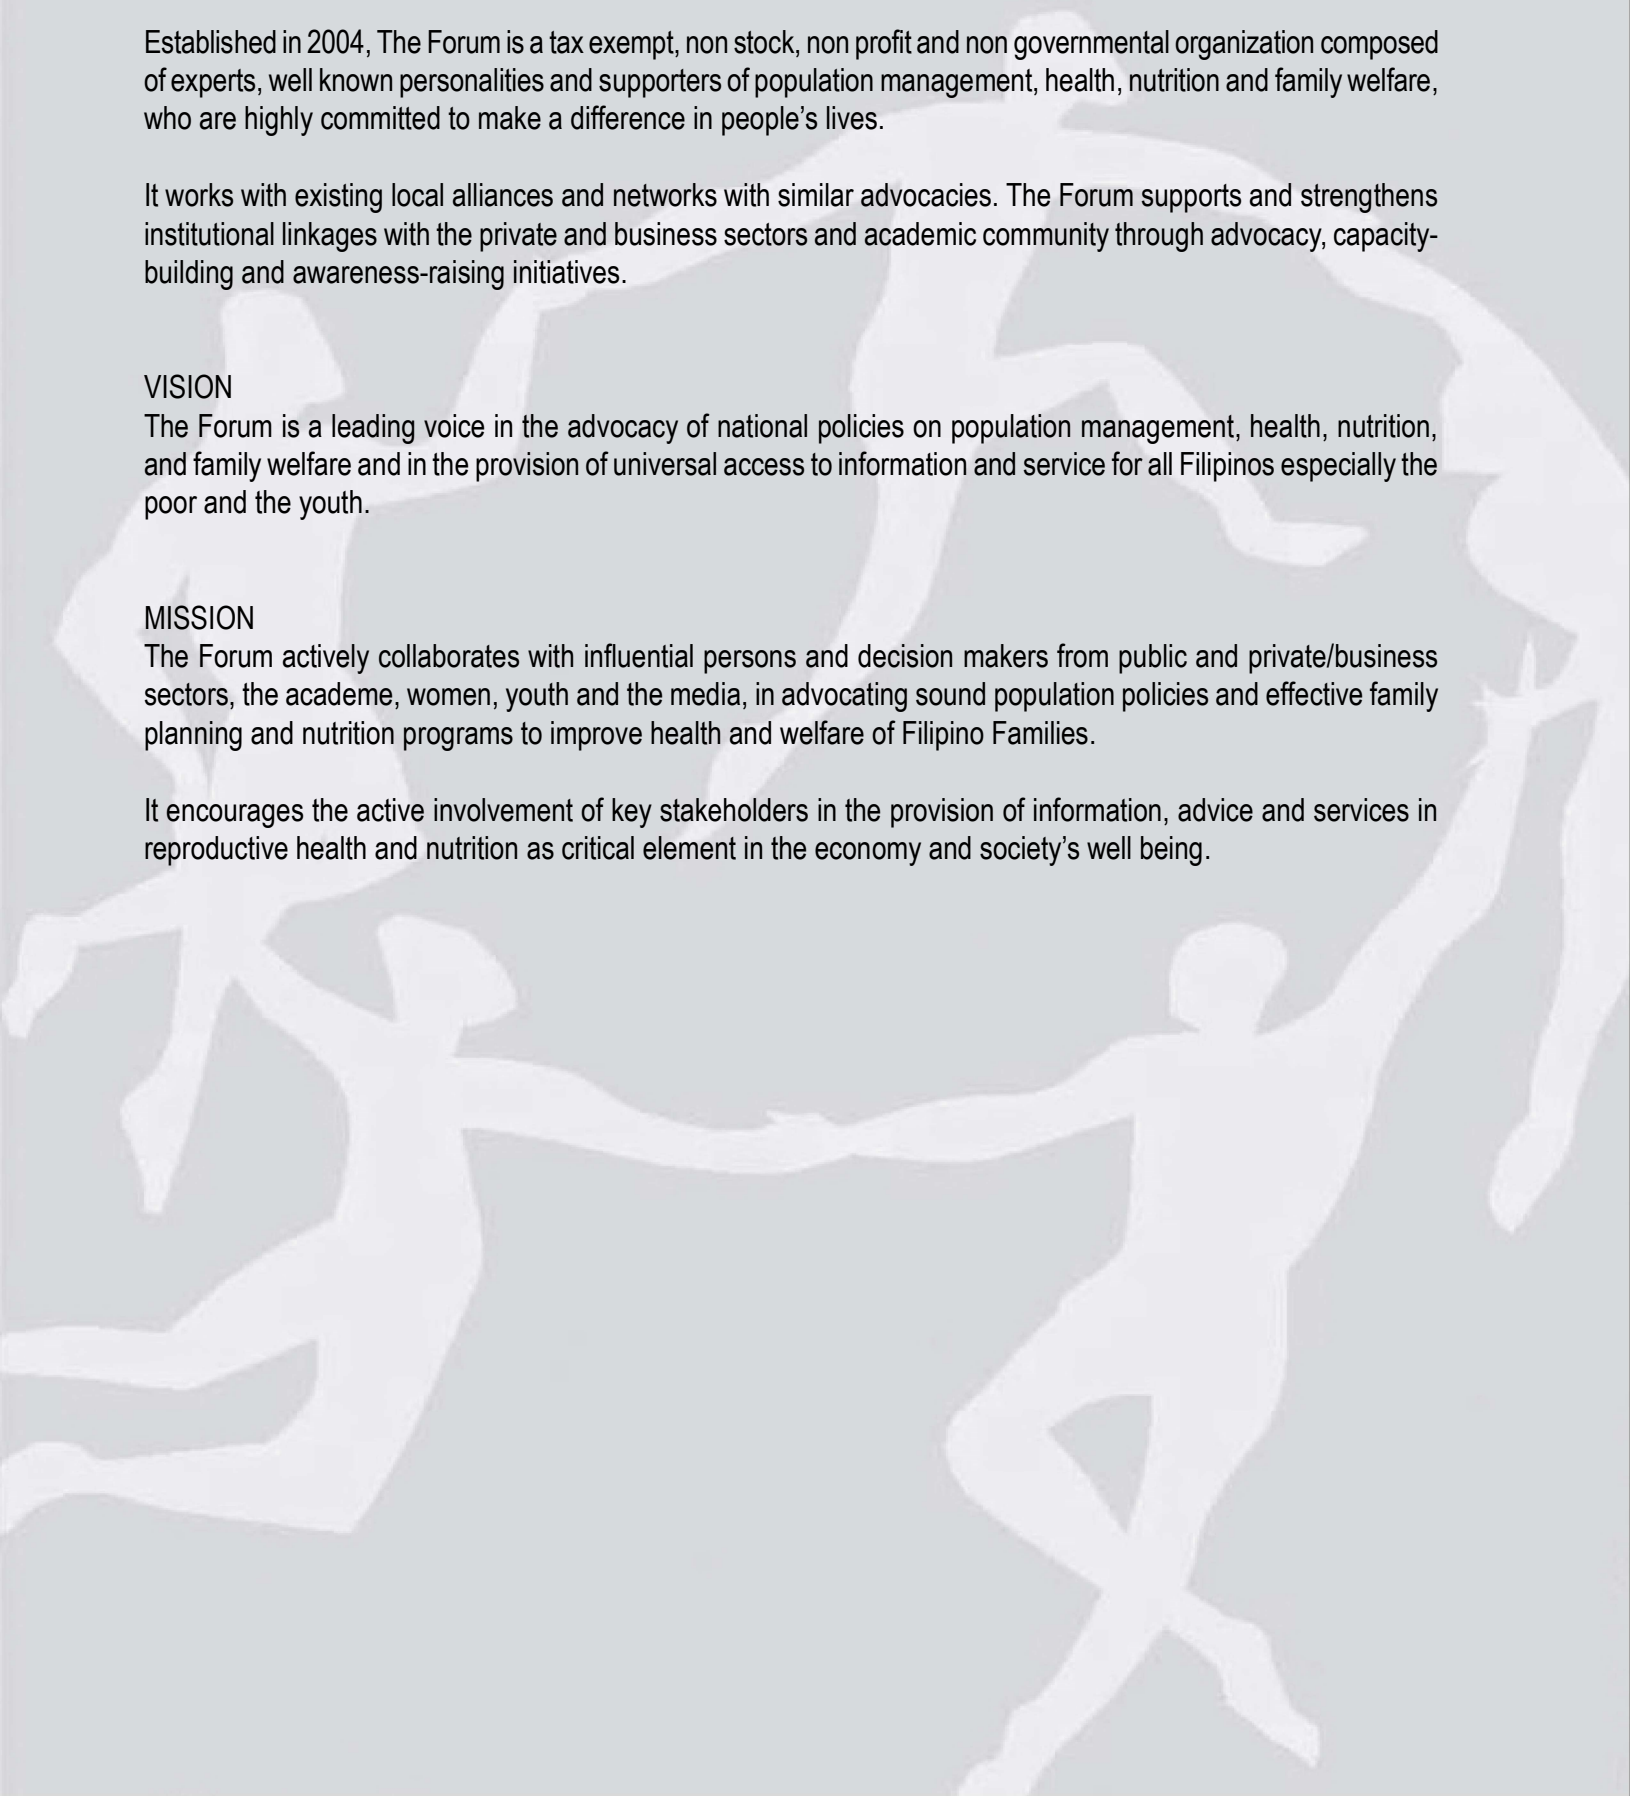 Established in 2004, The Forum is a tax exempt, non stock, non profit and non governmental organization composed
of experts, well known personalities and supporters of population management, health, nutrition and family welfare,
who are highly committed to make a difference in people’s lives.
It works with existing local alliances and networks with similar advocacies. The Forum supports and strengthens
institutional linkages with the private and business sectors and academic community through advocacy, capacity-
building and awareness-raising initiatives.
VISION
The Forum is a leading voice in the advocacy of national policies on population management, health, nutrition,
and family welfare and in the provision of universal access to information and service for all Filipinos especially the
poor and the youth.
MISSION
The Forum actively collaborates with influential persons and decision makers from public and private/business
sectors, the academe, women, youth and the media, in advocating sound population policies and effective family
planning and nutrition programs to improve health and welfare of Filipino Families.
It encourages the active involvement of key stakeholders in the provision of information, advice and services in
reproductive health and nutrition as critical element in the economy and society’s well being.